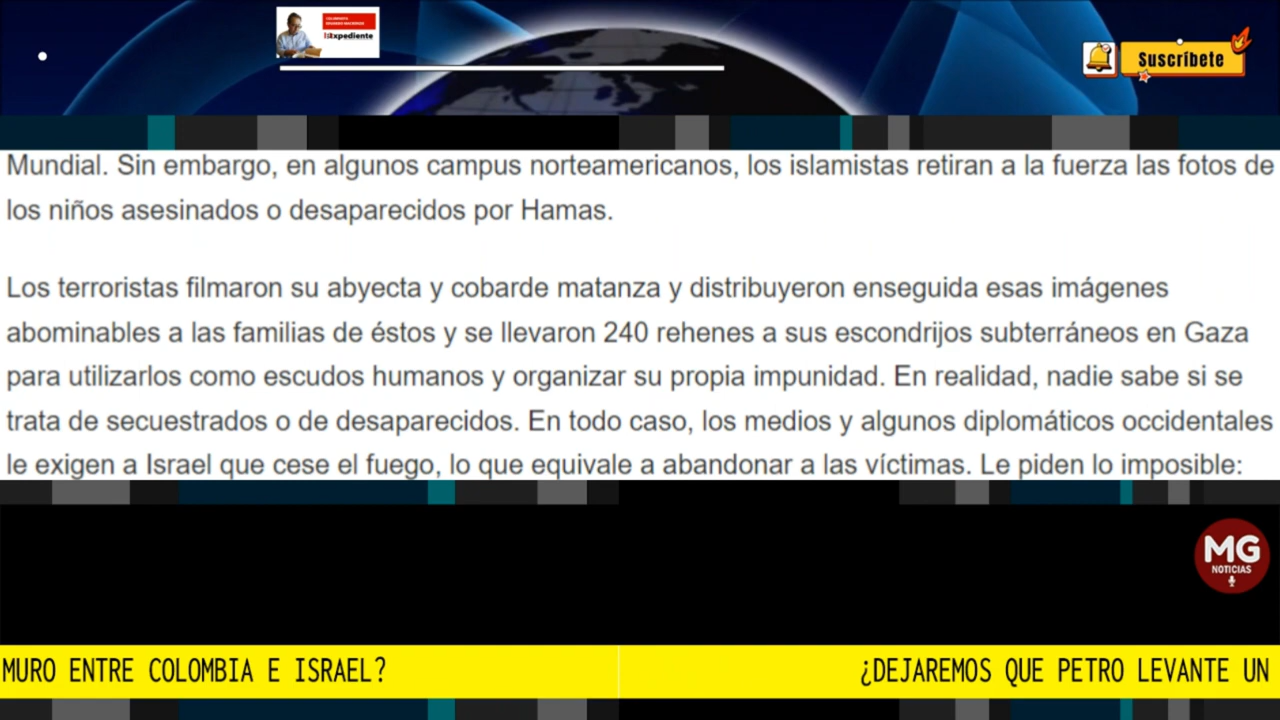 COLUMNISTA
EDUARDO MACKENZIE
IsExpediente
Suscríbete
Mundial. Sin embargo, en algunos campus norteamericanos, los islamistas retiran a la fuerza las fotos de
los niños asesinados o desaparecidos por Hamas.
Los terroristas filmaron su abyecta y cobarde matanza y distribuyeron enseguida esas imágenes
abominables a las familias de éstos y se llevaron 240 rehenes a sus escondrijos subterráneos en Gaza
para utilizarlos como escudos humanos y organizar su propia impunidad. En realidad, nadie sabe si se
trata de secuestrados o de desaparecidos. En todo caso, los medios y algunos diplomáticos occidentales
le exigen a Israel que cese el fuego, lo que equivale a abandonar a las víctimas. Le piden lo imposible:
MG
NOTICIAS
MURO ENTRE COLOMBIA E ISRAEL?
¿DEJAREMOS QUE PETRO LEVANTE UN